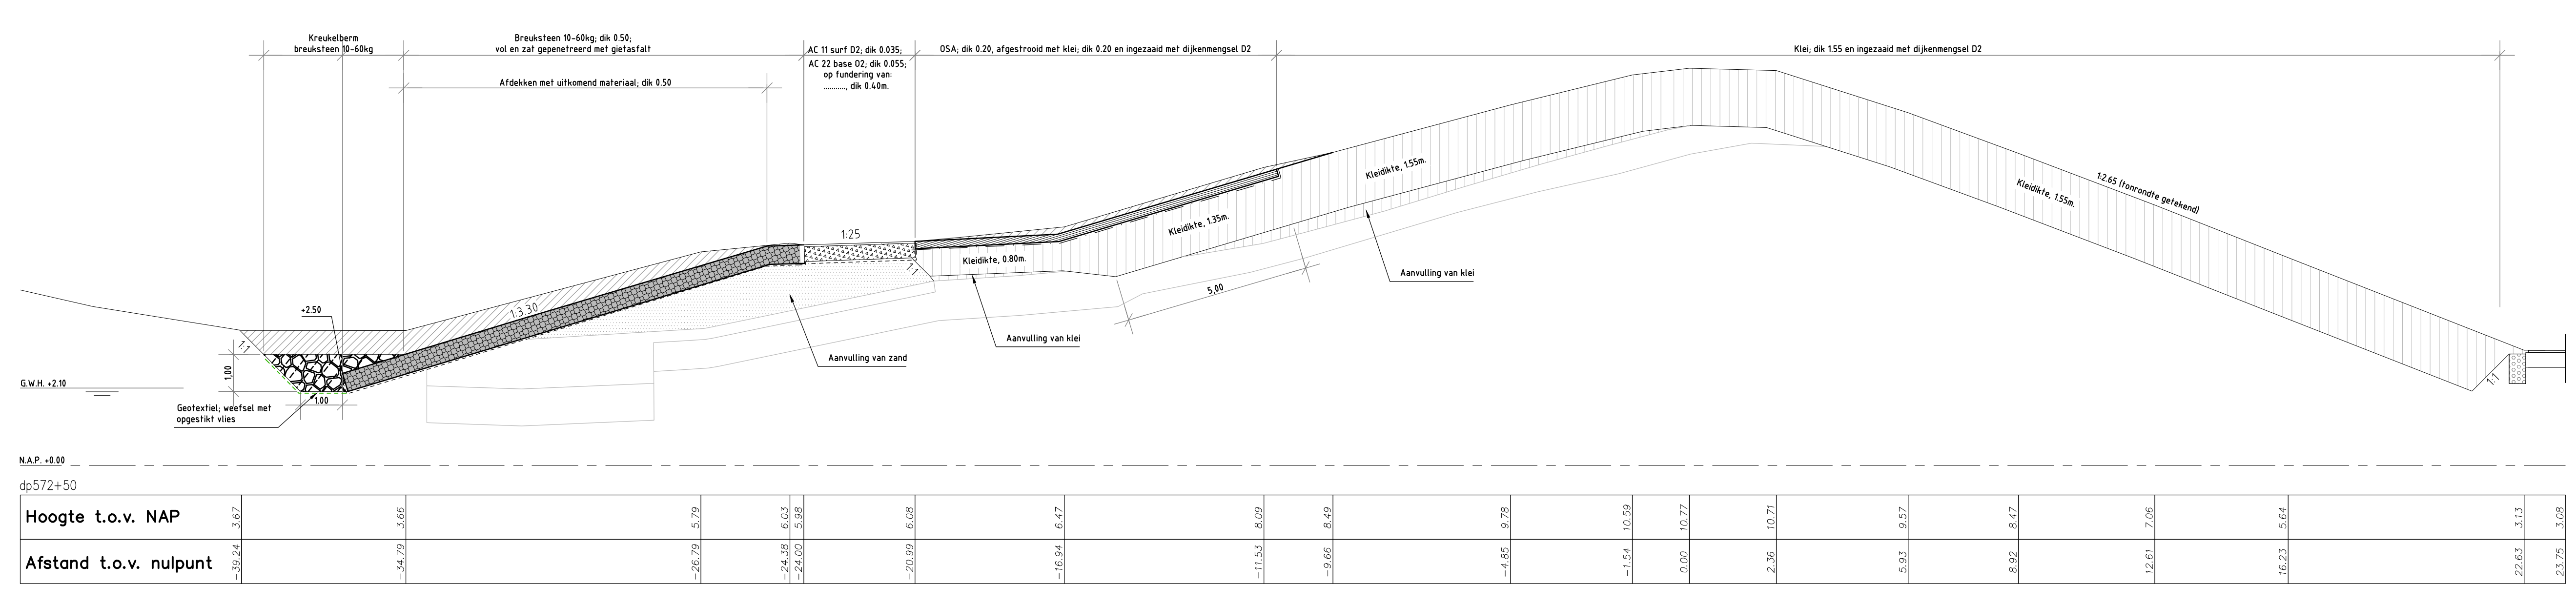 Kreukelberm
breuksteen 10-60kg
Breuksteen 10-60kg; dik 0.50;
vol en zat gepenetreerd met gietasfalt
AC 11 surf D2; dik 0.035;
AC 22 base O2; dik 0.055;
op fundering van:
.........., dik 0.40m.
OSA; dik 0.20, afgestrooid met klei; dik 0.20 en ingezaaid met dijkenmengsel D2
Klei; dik 1.55 en ingezaaid met dijkenmengsel D2
Afdekken met uitkomend materiaal; dik 0.50
1:25
Kleidikte, 1.55m.
Kleidikte, 1.35m.
Kleidikte, 0.80m.
1:1
Kleidikte, 1.55m.
1:2.65 (tonrondte getekend)
Aanvulling van klei
5,00
+2.50
1:3.30
1:1
1,00
Aanvulling van klei
Aanvulling van zand
1:1
G.W.H. +2.10
1.00
Geotextiel; weefsel met
opgestikt vlies
N.A.P. +0.00
dp572+50
Hoogte t.o.v. NAP 3.67 3.66 5.79 6.03 5.98 6.08 6.47 8.09 8.49 9.78 10.59 10.77 10.71 9.57 8.47 7.06 5.64 3.13 3.08
Afstand t.o.v. nulpunt -39.24 -34.79 -26.79 -24.38 -24.00 -20.99 -16.94 -11.53 -9.66 -4.85 -1.54 0.00 2.36 5.93 8.92 12.61 16.23 22.63 23.75